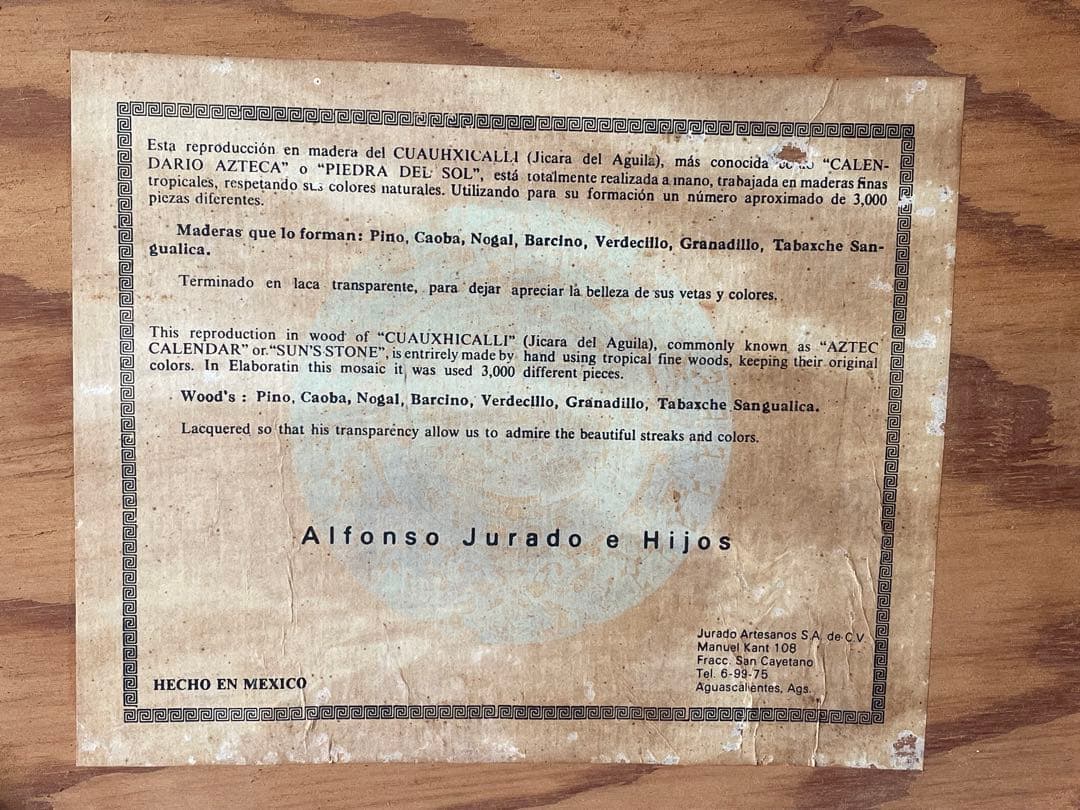 Esta reproducción en madera del CUAUHXICALLI (Jicara del Aguila), más conocida "CALEN-
DARIO AZTECA" o "PIEDRA DEL SOL", está totalmente realizada a mano, trabajada en maderas finas
tropicales, respetando sus colores naturales. Utilizando para su formación un número aproximado de 3,000
piezas diferentes.
Maderas que lo forman: Pino, Caoba, Nogal, Barcino, Verdecillo, Granadillo, Tabaxche San-
gualica.
Terminado en laca transparente, para dejar apreciar la belleza de sus vetas y colores.
This reproduction in wood of "CUAUXHICALLI" (Jicara del Aguila), commonly known as "AZTEC
CALENDAR" or "SUN'S STONE", is entrirely made by hand using tropical fine woods, keeping their original
colors. In Elaboratin this mosaic it was used 3,000 different pieces.
Wood's : Pino, Caoba, Nogal, Barcino, Verdecillo, Granadillo, Tabaxche Sangualica.
Lacquered so that his transparency allow us to admire the beautiful streaks and colors.
Alfonso Jurado e Hijos
Jurado Artesanos S.A. de C.V.
Manuel Kant 108
Fracc. San Cayetano
Tel. 6-99-75
Aguascalientes, Ags.
HECHO EN MEXICO